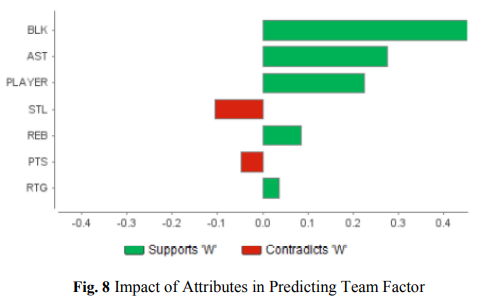 BLK
AST
PLAYER
STL
REB
PTS
RTG
-0.4 -0.3 -0.2 -0.1 0.0 0.1 0.2 0.3 0.4
Supports 'W' Contradicts 'W'
Fig. 8 Impact of Attributes in Predicting Team Factor